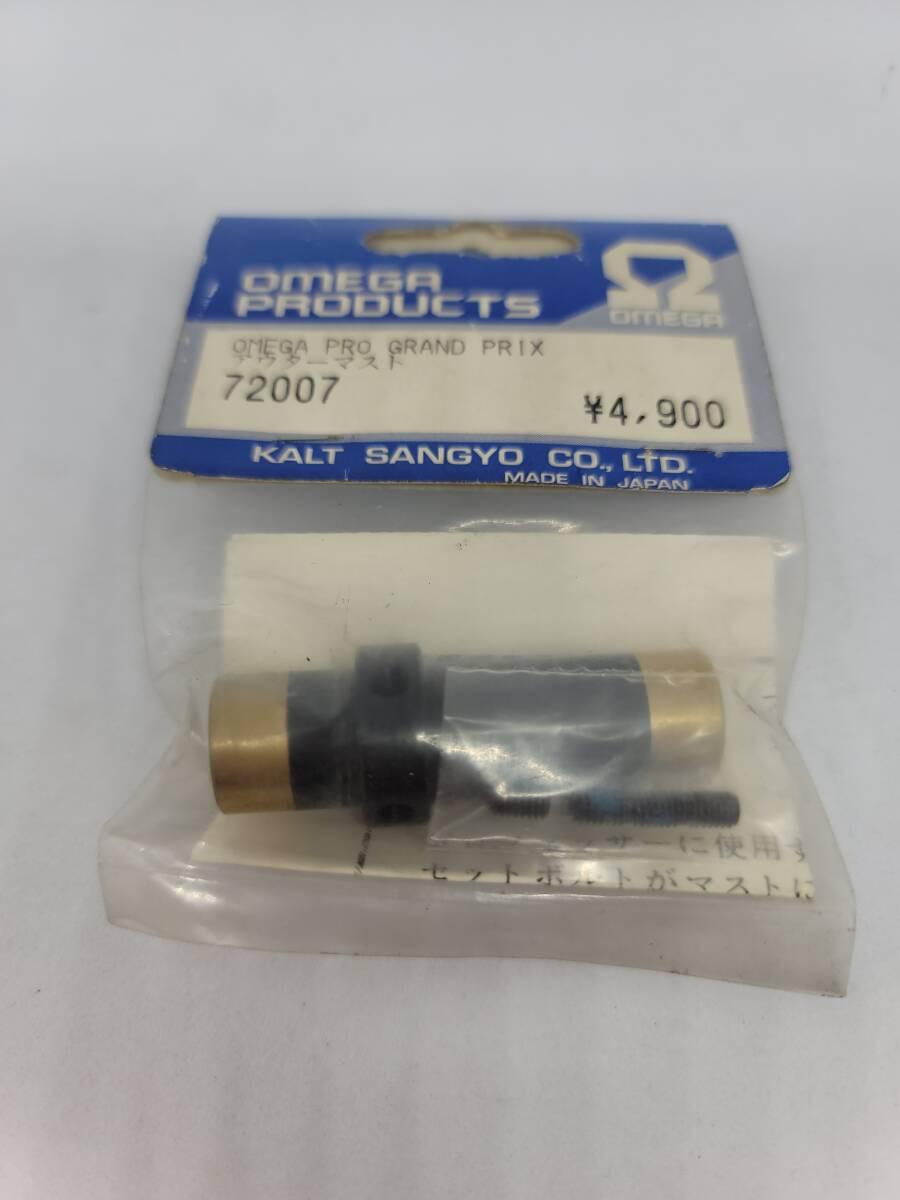 OMEGA
PRODUCTS
OMEGA
OMEGA PRO GRAND PRIX
アウターマスト
72007
¥4,900
KALT SANGYO CO., LTD.
MADE IN JAPAN
サーに使用す
セットボルトがマストに